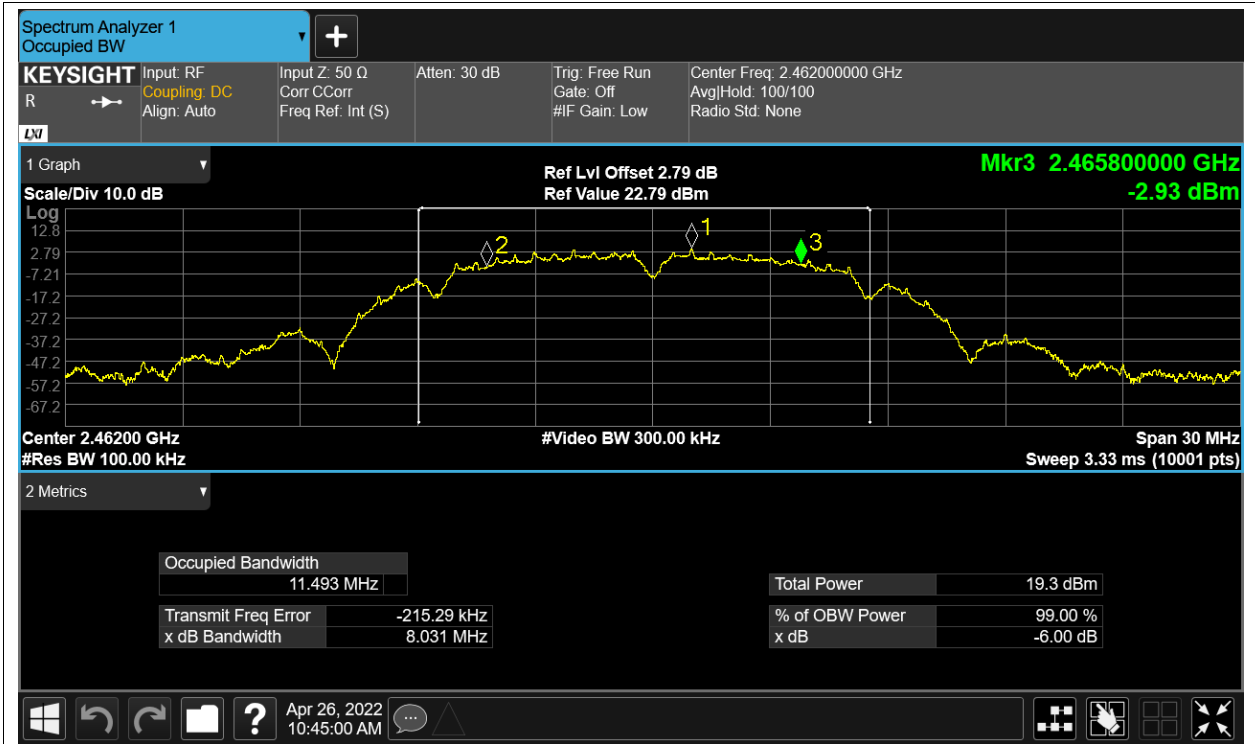 Spectrum Analyzer 1
Occupied BW
+
KEYSIGHT Input: RF Input Z: 50 Ω Atten: 30 dB Trig: Free Run Center Freq: 2.462000000 GHz
R Coupling: DC Corr CCorr Gate: Off Avg|Hold: 100/100
Align: Auto Freq Ref: Int (S) #IF Gain: Low Radio Std: None
LXI
1 Graph
Mkr3 2.465800000 GHz
Ref Lvl Offset 2.79 dB
Scale/Div 10.0 dB Ref Value 22.79 dBm -2.93 dBm
Log
12.8
2.79
-7.21
-17.2
-27.2
-37.2
-47.2
-57.2
-67.2
2
1
3
Center 2.46200 GHz #Video BW 300.00 kHz Span 30 MHz
#Res BW 100.00 kHz Sweep 3.33 ms (10001 pts)
2 Metrics
Occupied Bandwidth
11.493 MHz Total Power 19.3 dBm
Transmit Freq Error -215.29 kHz % of OBW Power 99.00 %
x dB Bandwidth 8.031 MHz x dB -6.00 dB
? Apr 26, 2022
10:45:00 AM